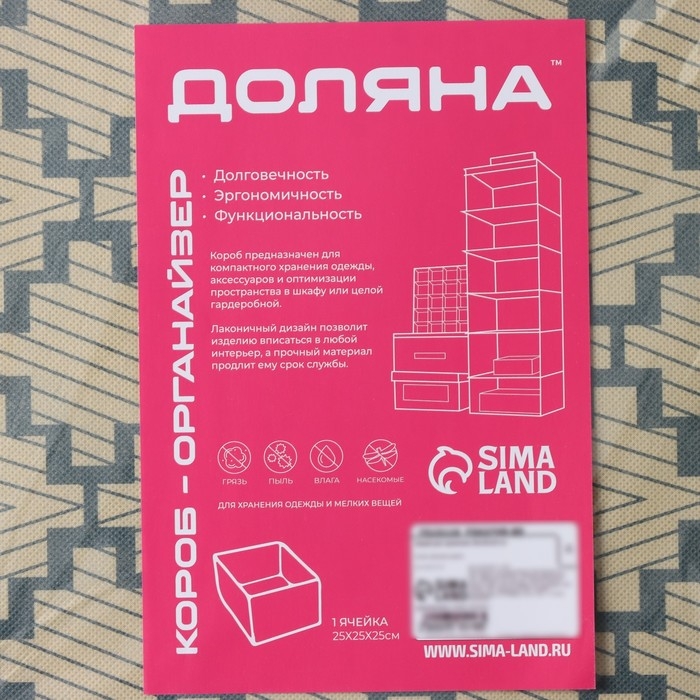 ДОЛЯНА™
КОРОБ - ОРГАНАЙЗЕР
· Долговечность
· Эргономичность
· Функциональность
Короб предназначен для
компактного хранения одежды,
аксессуаров и оптимизации
пространства в шкафу или целой
гардеробной.
Лаконичный дизайн позволит
изделию вписаться в любой
интерьер, а прочный материал
продлит ему срок службы.
ГРЯЗЬ ПЫЛЬ ВЛАГА НАСЕКОМЫЕ
SIMA
LAND
ДЛЯ ХРАНЕНИЯ ОДЕЖДЫ И МЕЛКИХ ВЕЩЕЙ
1 ЯЧЕЙКА
25X25X25СМ
WWW.SIMA-LAND.RU